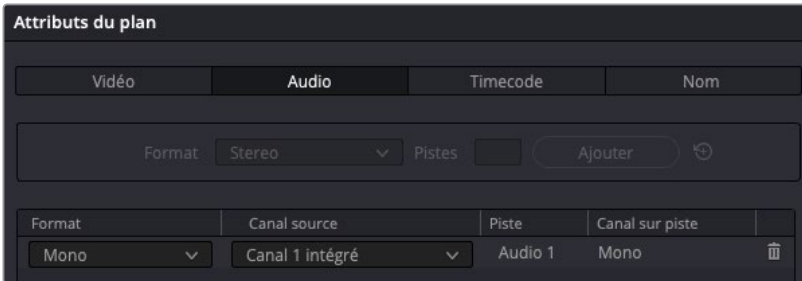 Attributs du plan
Vidéo Audio Timecode Nom
Format Stereo Pistes Ajouter
Format Canal source Piste Canal sur piste
Mono Canal 1 intégré Audio 1 Mono